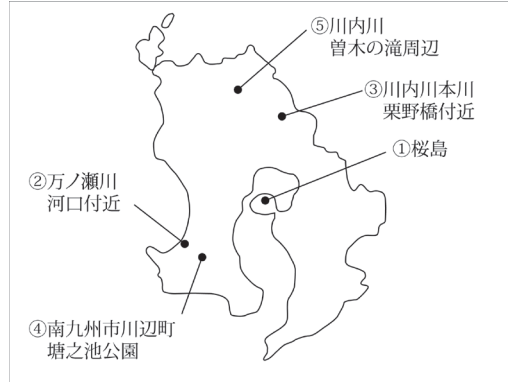 ⑤川内川
曽木の滝周辺
③川内川本川
栗野橋付近
①桜島
②万ノ瀬川
河口付近
④南九州市川辺町
塘之池公園